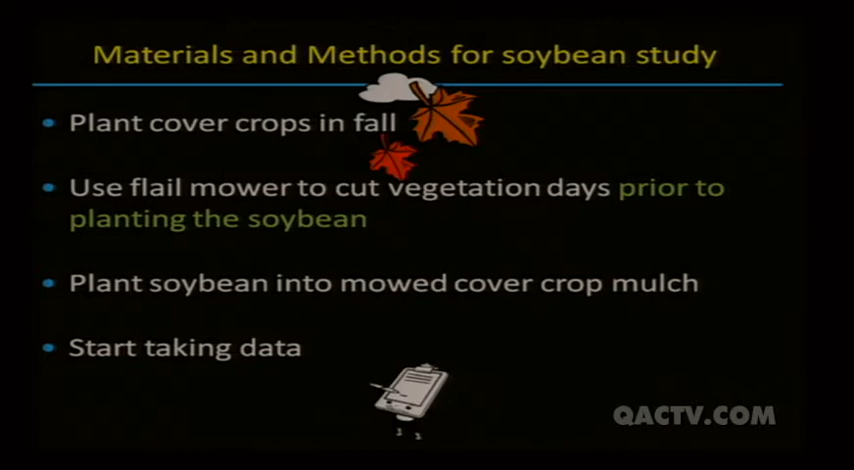 Materials and Methods for soybean study
• Plant cover crops in fall
• Use flail mower to cut vegetation days prior to
planting the soybean
• Plant soybean into mowed cover crop mulch
• Start taking data
QACTV.COM